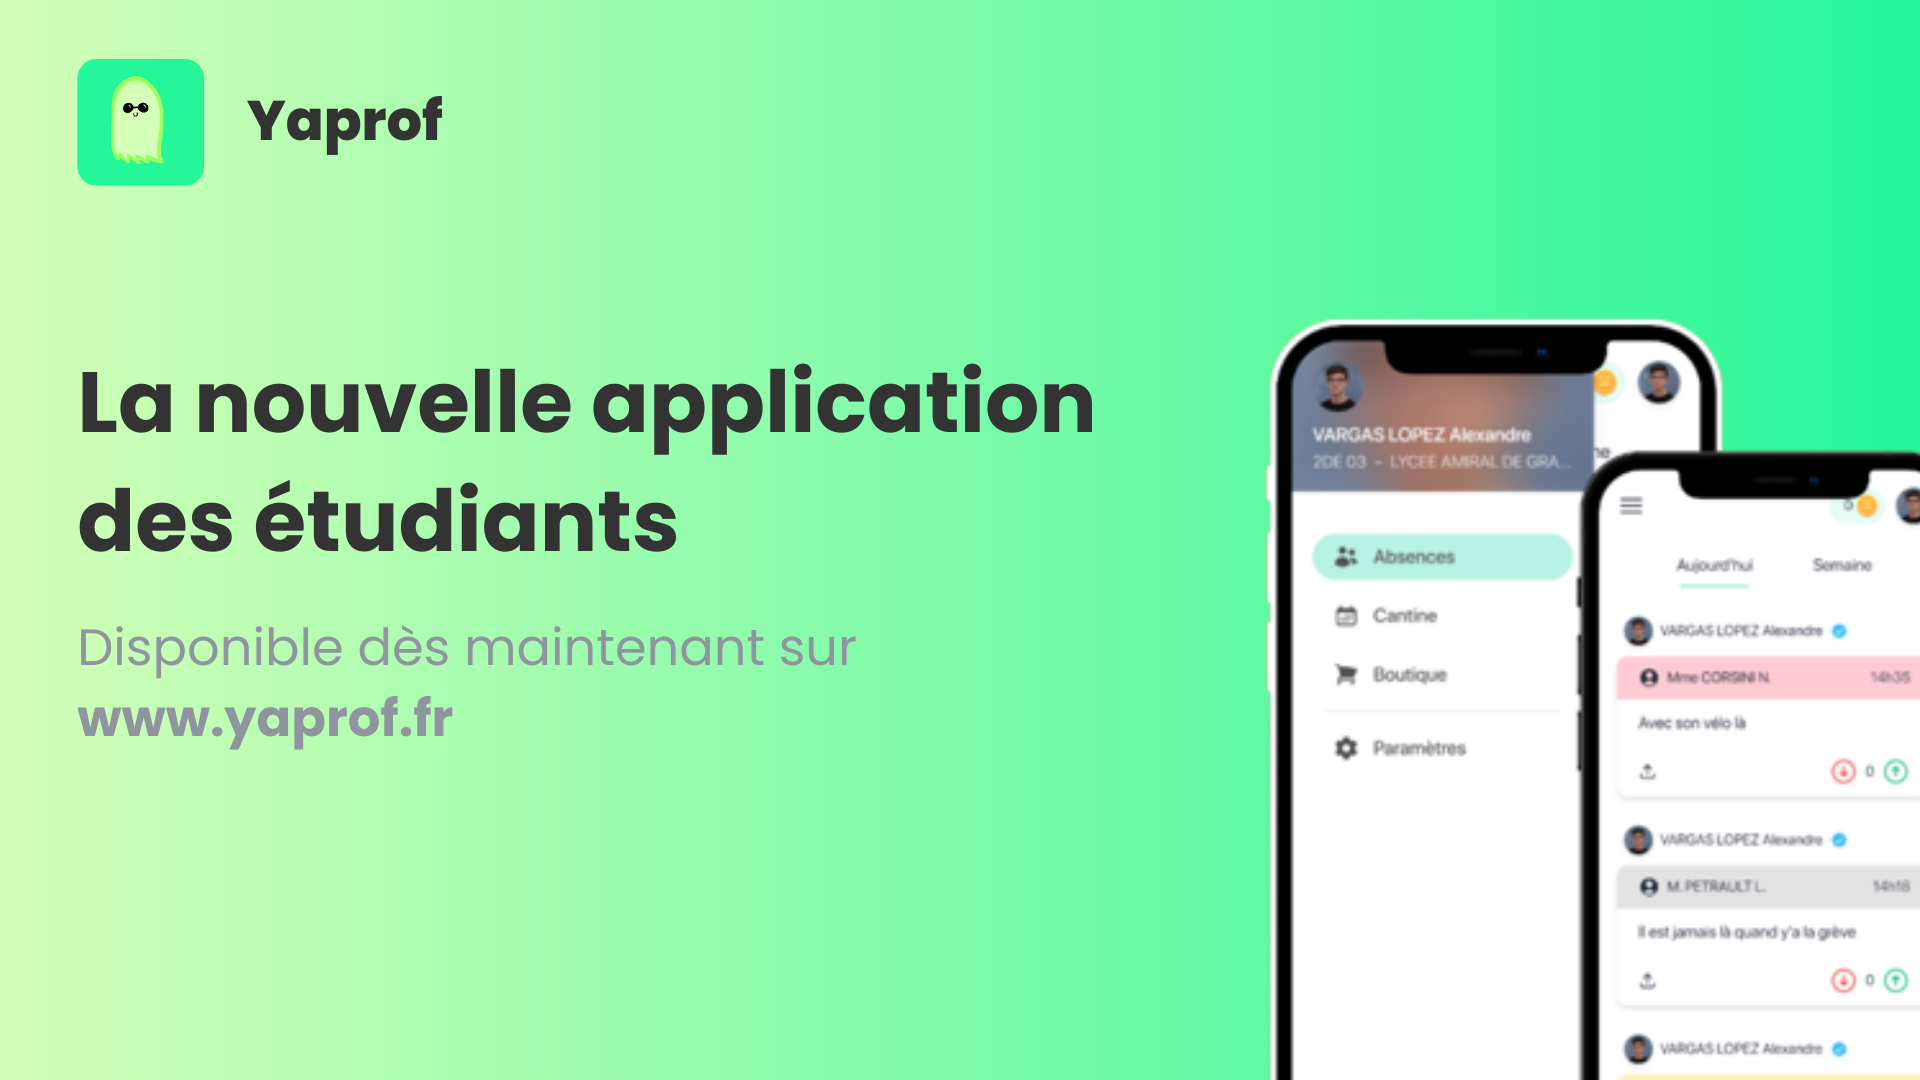 Yaprof
La nouvelle application
des étudiants
Disponible dès maintenant sur
www.yaprof.fr
VARGAS LOPEZ Alexandre
2DE 03 - LYCEE AMIRAL DE GRA...
ne
Absences
Cantine
Boutique
Paramètres
0
Aujourd'hui Semaine
VARGAS LOPEZ Alexandre
Mme CORSINI N. 14h35
Avec son vélo là
0
VARGAS LOPEZ Alexandre
M. PETRAULT L. 14h18
Il est jamais là quand y'a la grève
0
VARGAS LOPEZ Alexandre